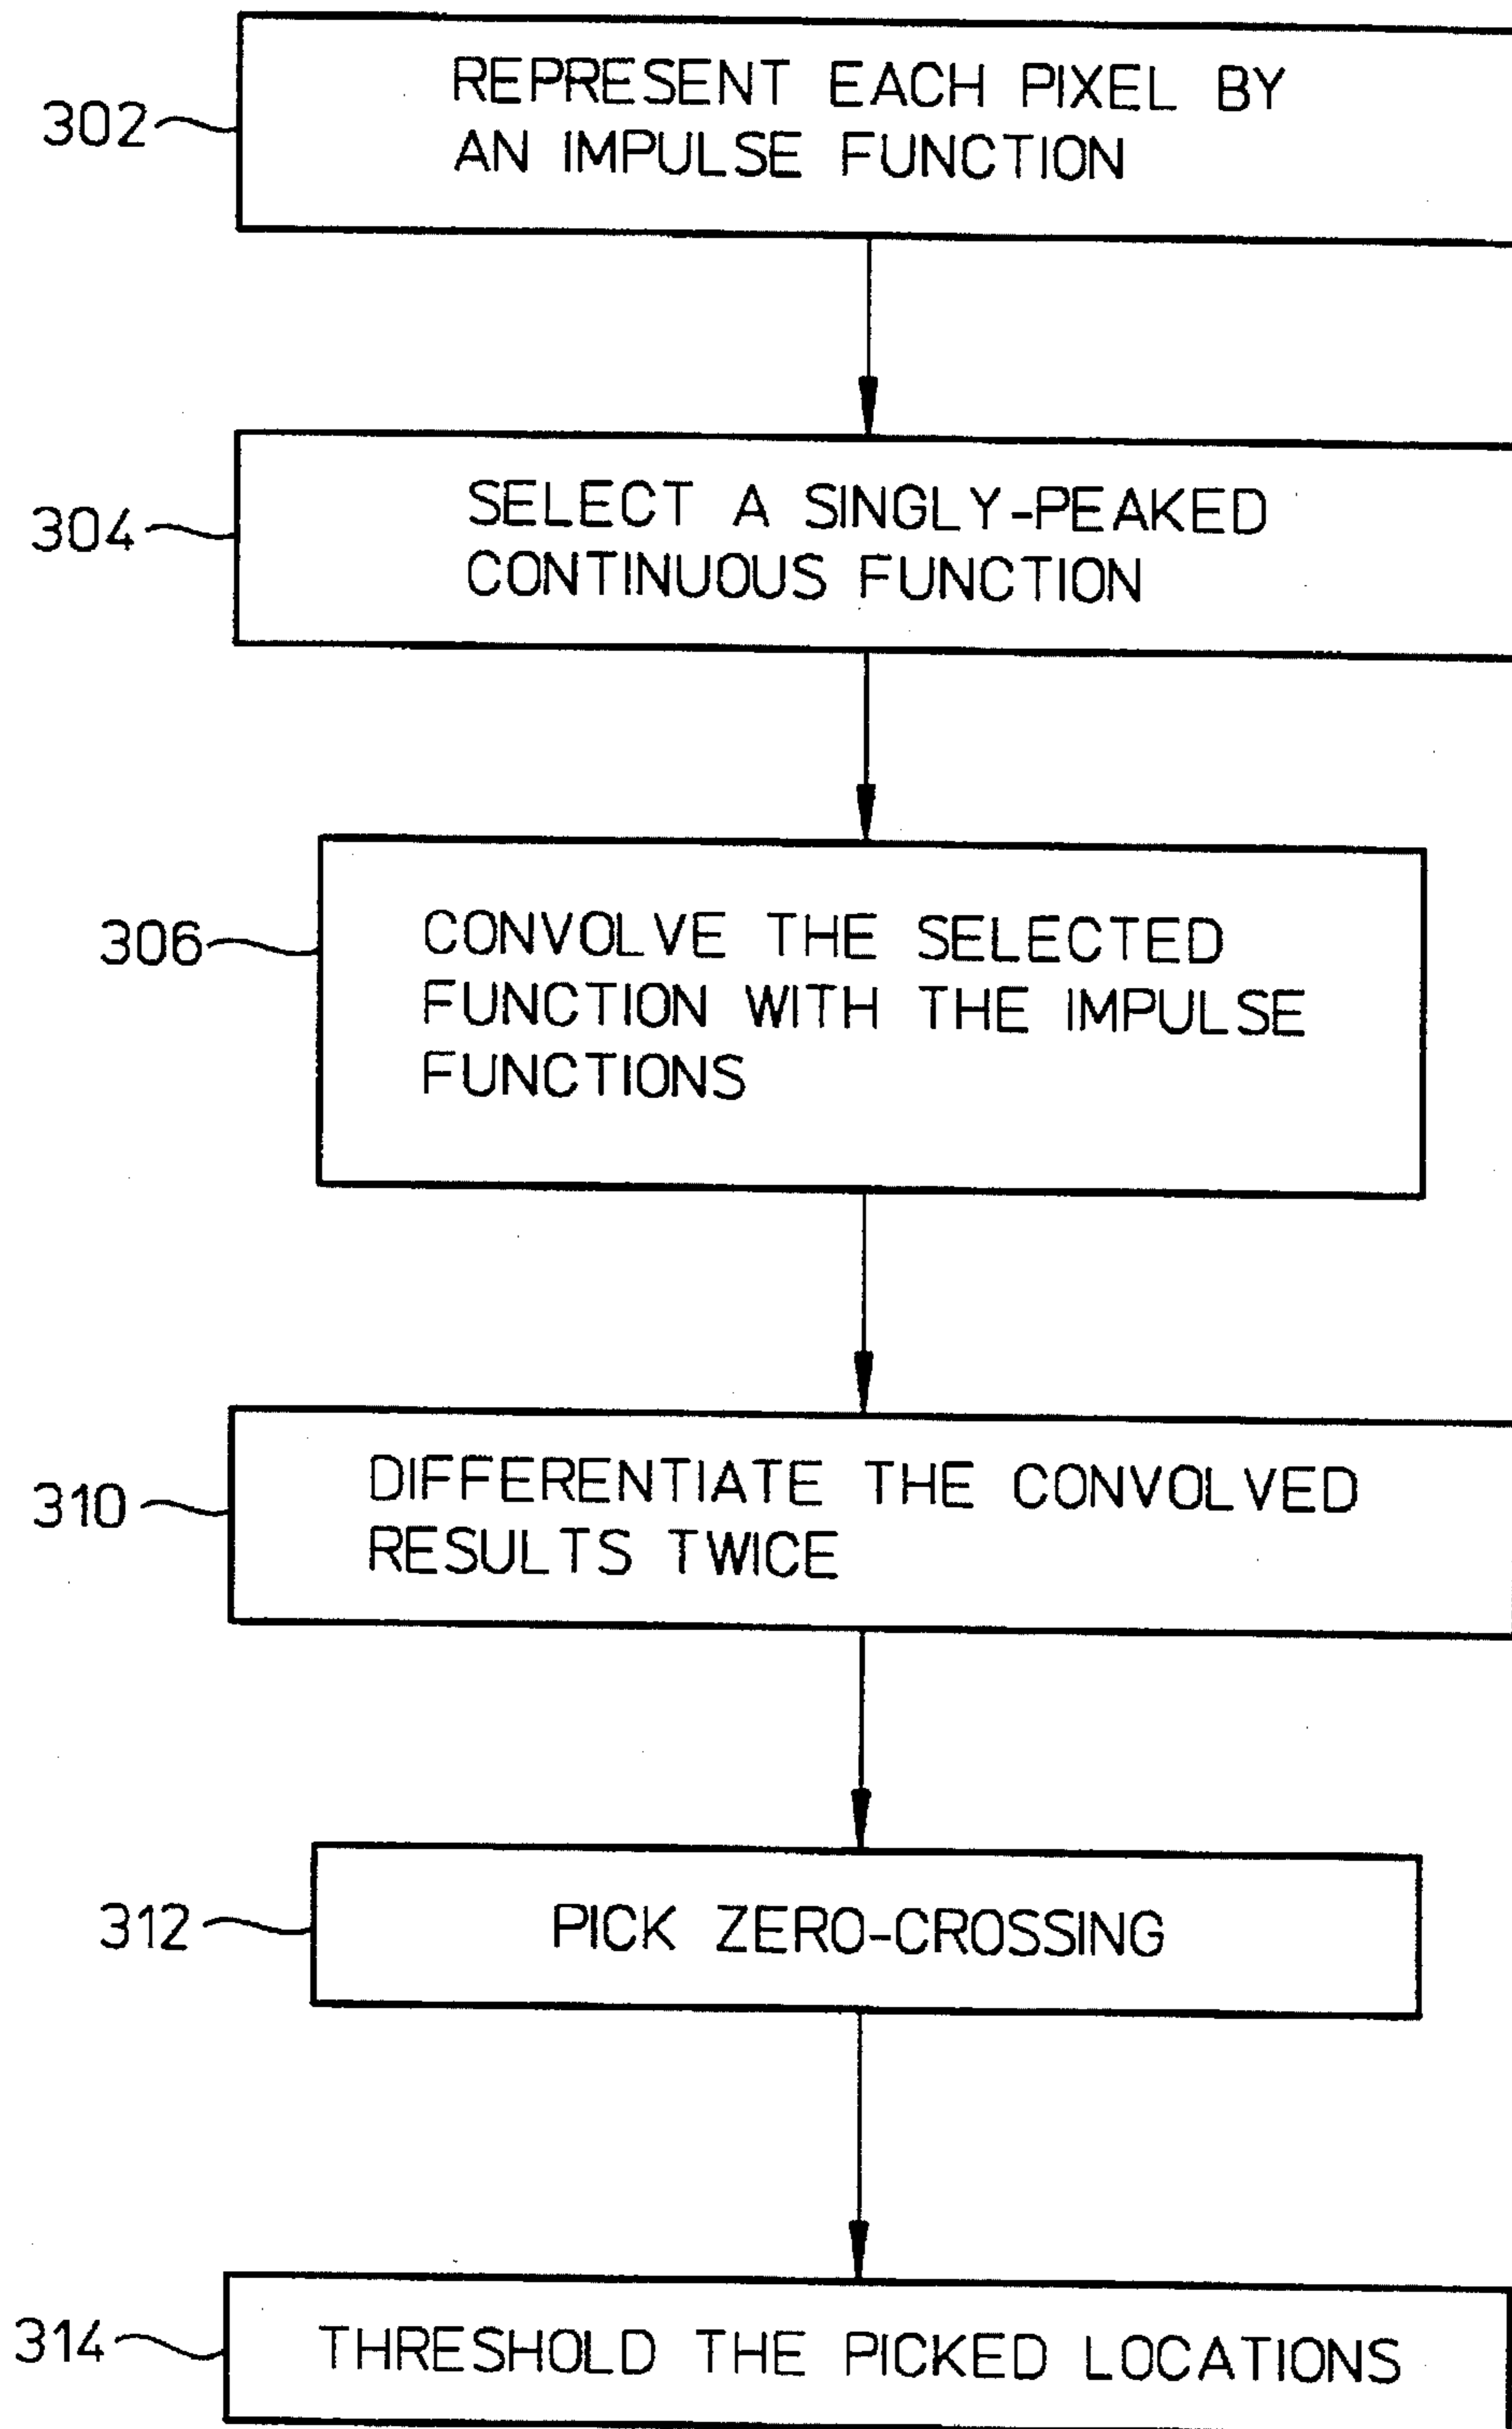 302
REPRESENT EACH PIXEL BY
AN IMPULSE FUNCTION
304
SELECT A SINGLY-PEAKED
CONTINUOUS FUNCTION
306
CONVOLVE THE SELECTED
FUNCTION WITH THE IMPULSE
FUNCTIONS
310
DIFFERENTIATE THE CONVOLVED
RESULTS TWICE
312
PICK ZERO-CROSSING
314
THRESHOLD THE PICKED LOCATIONS